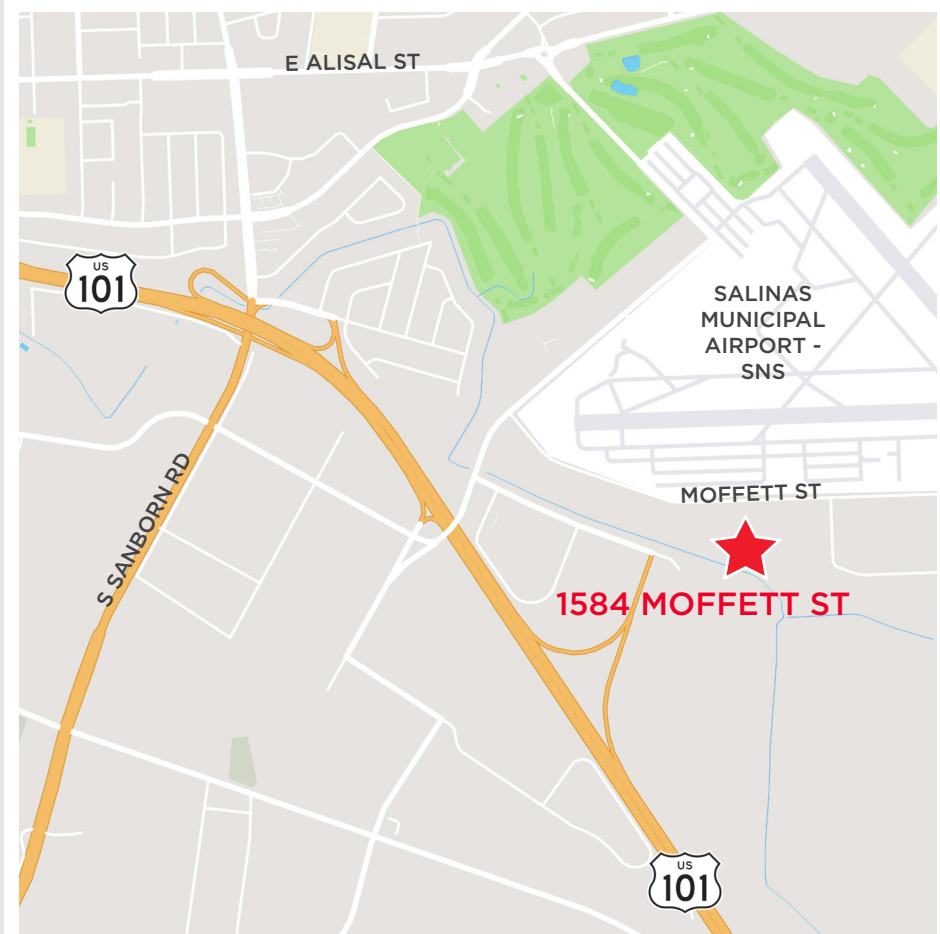 E ALISAL ST
US
101
SALINAS
MUNICIPAL
AIRPORT -
SNS
S SANBORN RD
MOFFETT ST
1584 MOFFETT ST
US
101